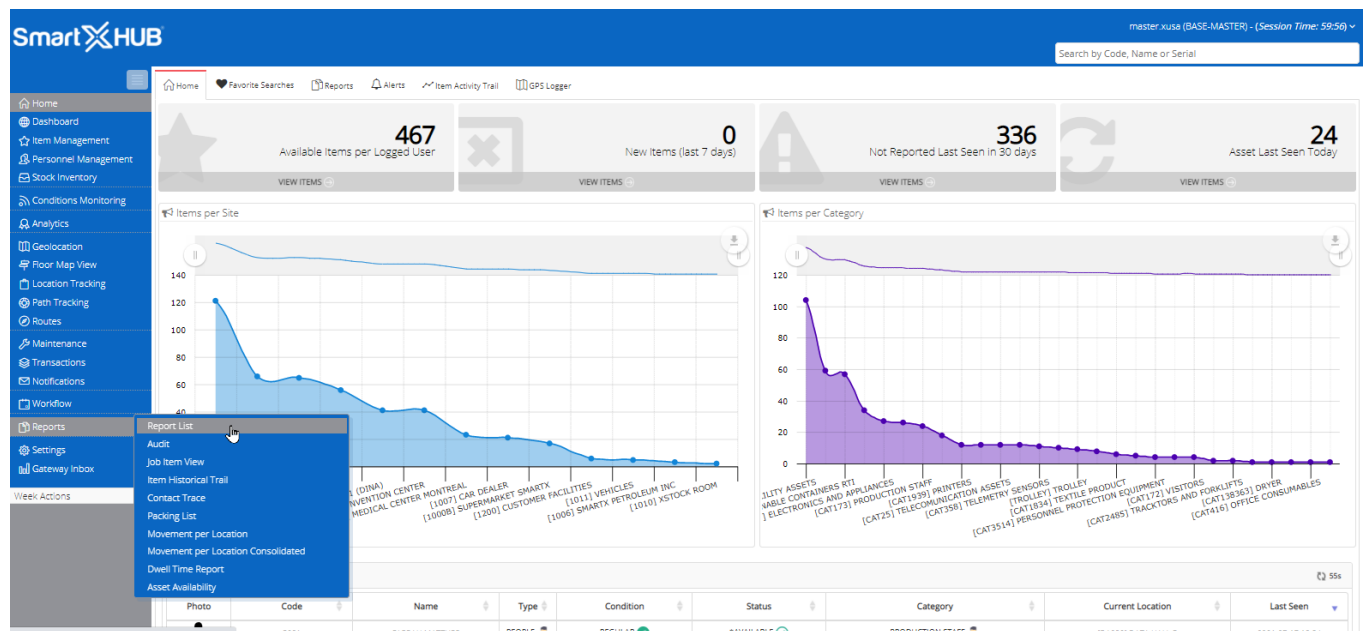 SmartXHUB
master.xusa (BASE-MASTER) - (Session Time: 59:56)
Search by Code, Name or Serial
Home
Favorite Searches
Reports
Alerts
Item Activity Trail
GPS Logger
Home
Dashboard
Item Management
Personnel Management
Stock Inventory
Conditions Monitoring
Analytics
Geolocation
Floor Map View
Location Tracking
Path Tracking
Routes
Maintenance
Transactions
Notifications
Workflow
Reports
Settings
Gateway Inbox
Week Actions
Report List
Audit
Job Item View
Item Historical Trail
Contact Trace
Packing List
Movement per Location
Movement per Location Consolidated
Dwell Time Report
Asset Availability
467
Available Items per Logged User
VIEW ITEMS
0
New Items (last 7 days)
VIEW ITEMS
336
Not Reported Last Seen in 30 days
VIEW ITEMS
24
Asset Last Seen Today
VIEW ITEMS
Items per Site
140
120
100
80
60
40
(DINA)
VENTION CENTER
MEDICAL CENTER MONTREAL
[1007] CAR DEALER
[1000B] SUPERMARKET SMARTX
[1200] CUSTOMER FACILITIES
[1011] VEHICLES
[1006] SMARTX PETROLEUM INC
[1010] XSTOCK ROOM
Items per Category
120
100
80
60
40
20
0
ILITY ASSETS
NABLE CONTAINERS RTI
] ELECTRONICS AND APPLIANCES
[CAT173] PRODUCTION STAFF
[CAT1939] PRINTERS
[CAT25] TELECOMUNICATION ASSETS
[CAT358] TELEMETRY SENSORS
[TROLLEY] TROLLEY
[CAT1834] TEXTILE PRODUCT
[CAT3514] PERSONNEL PROTECTION EQUIPMENT
[CAT172] VISITORS
[CAT2485] TRACKTORS AND FORKLIFTS
[CAT138363] DRYER
[CAT416] OFFICE CONSUMABLES
55s
Photo
Code
Name
Type
Condition
Status
Category
Current Location
Last Seen